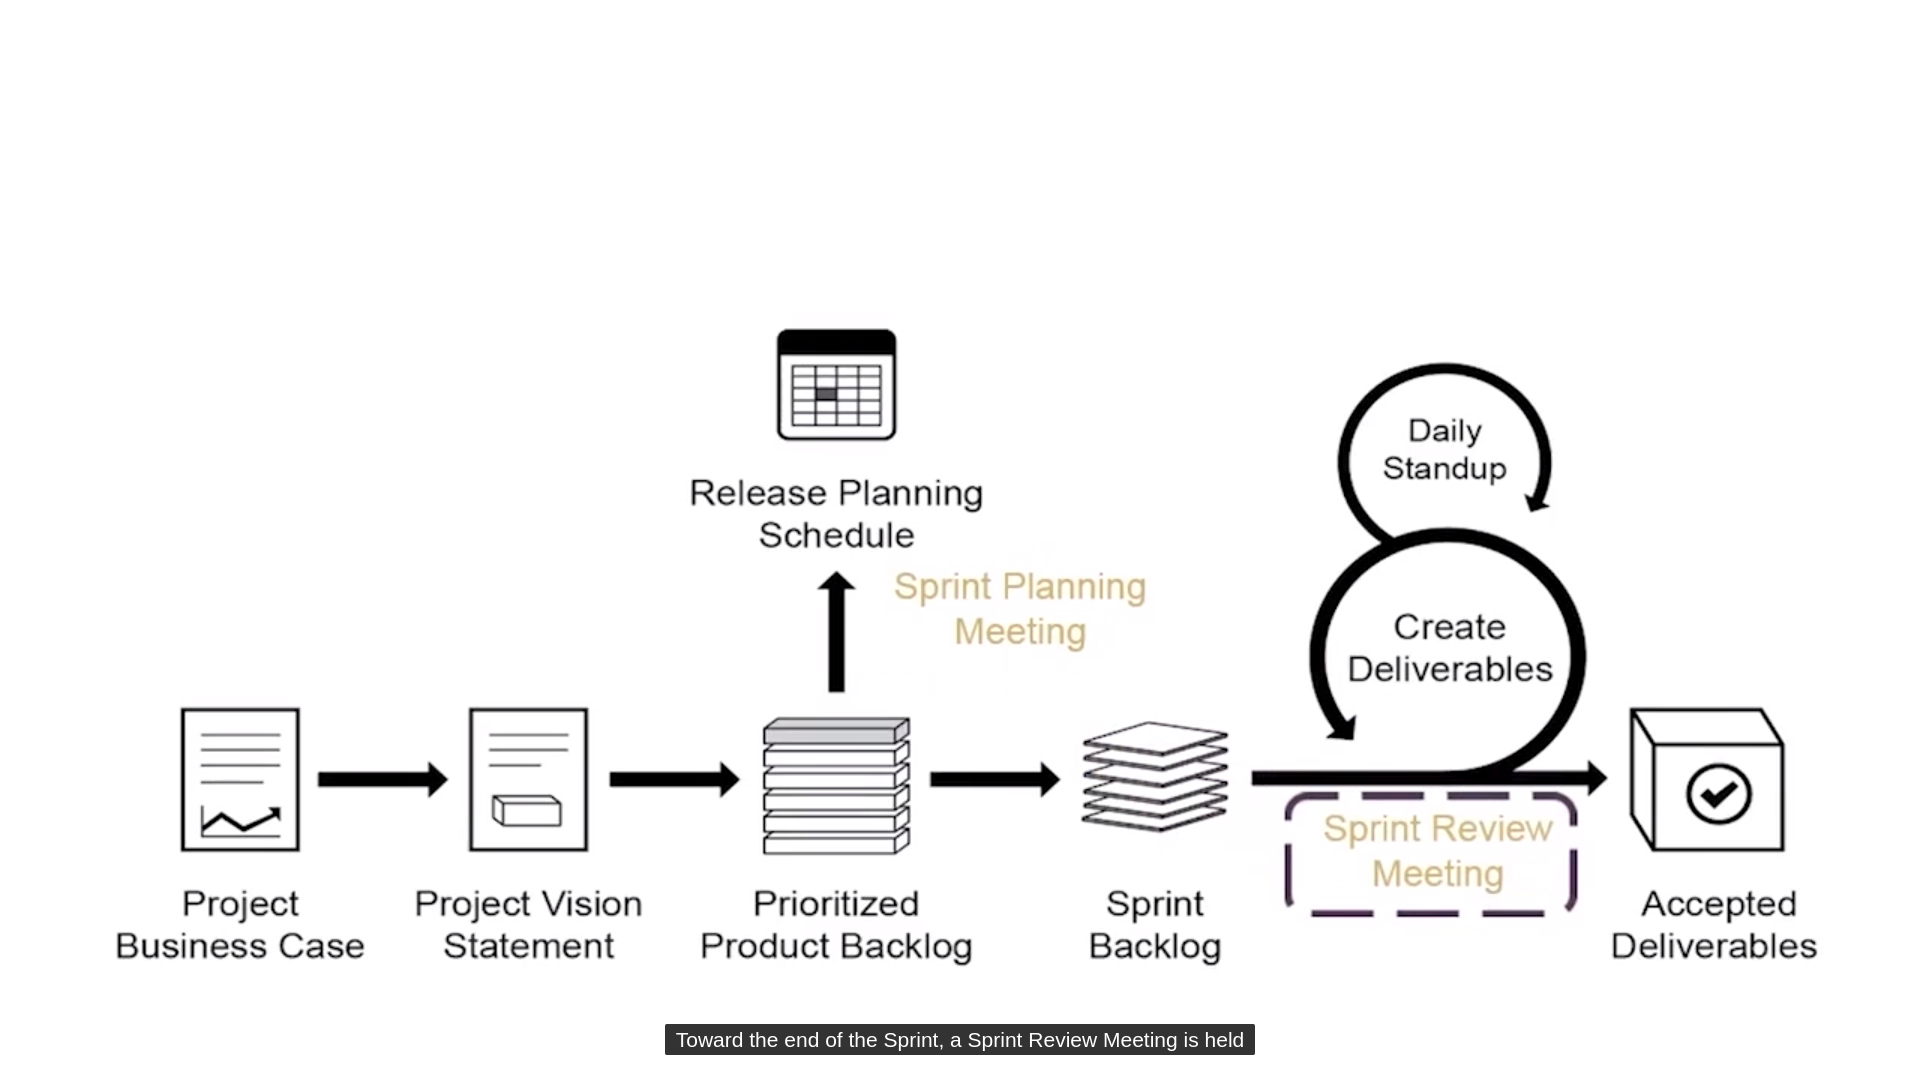 Daily
Standup
Release Planning
Schedule
Sprint Planning
Meeting
Create
Deliverables
Sprint Review
Meeting
Project
Business Case
Project Vision
Statement
Prioritized
Product Backlog
Sprint
Backlog
Accepted
Deliverables
Toward the end of the Sprint, a Sprint Review Meeting is held